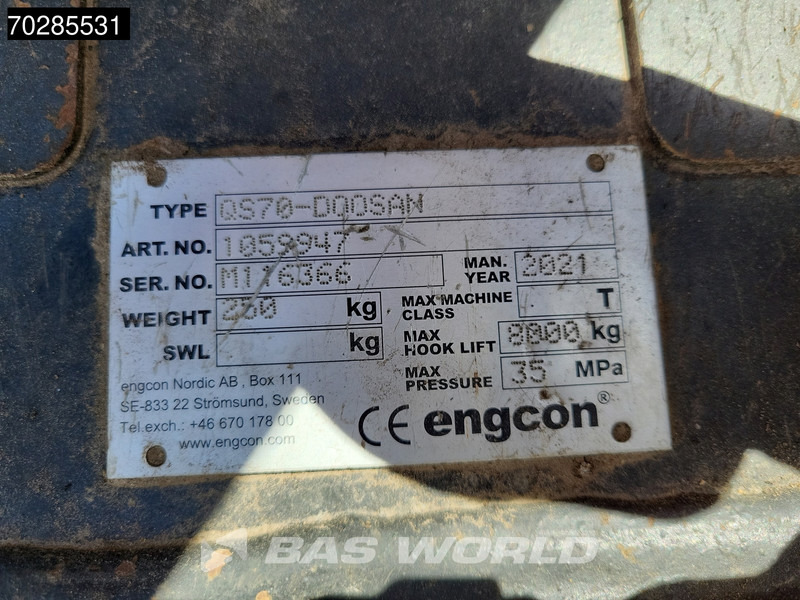 70285531
TYPE QS70-DOOSAN
ART. NO. 1059947
SER. NO. M116366
MAN. YEAR 2021
WEIGHT 250 kg
MAX MACHINE CLASS T
SWL kg
MAX HOOK LIFT 8000 kg
MAX PRESSURE 35 MPa
engcon Nordic AB, Box 111
SE-833 22 Strömsund, Sweden
Tel.exch.: +46 670 178 00
www.engcon.com
CE engcon®
BAS WORLD